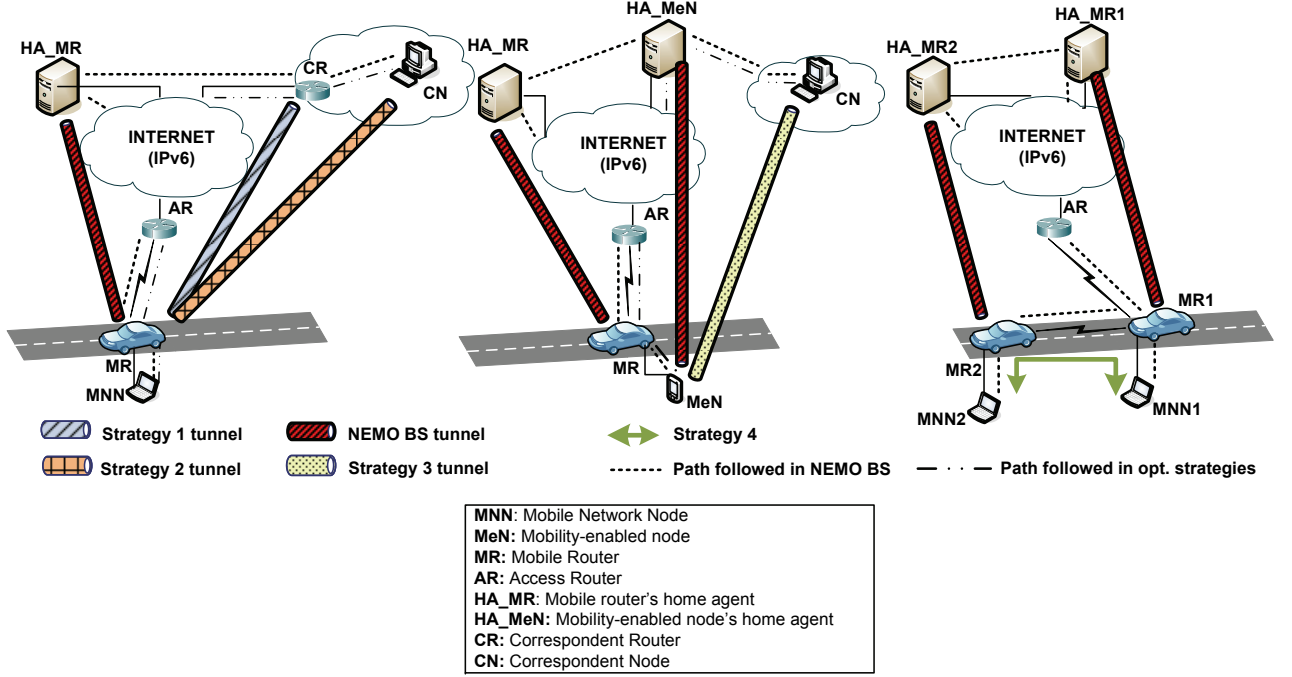 HA_MR
CR
CN
INTERNET
(IPv6)
AR
MR
MNN
HA_MeN
HA_MR
CN
INTERNET
(IPv6)
AR
MR
MeN
HA_MR1
HA_MR2
INTERNET
(IPv6)
AR
MR1
MR2
MNN2
MNN1
Strategy 1 tunnel
NEMO BS tunnel
Strategy 4
Strategy 2 tunnel
Strategy 3 tunnel
Path followed in NEMO BS
Path followed in opt. strategies
MNN: Mobile Network Node
MeN: Mobility-enabled node
MR: Mobile Router
AR: Access Router
HA_MR: Mobile router's home agent
HA_MeN: Mobility-enabled node's home agent
CR: Correspondent Router
CN: Correspondent Node